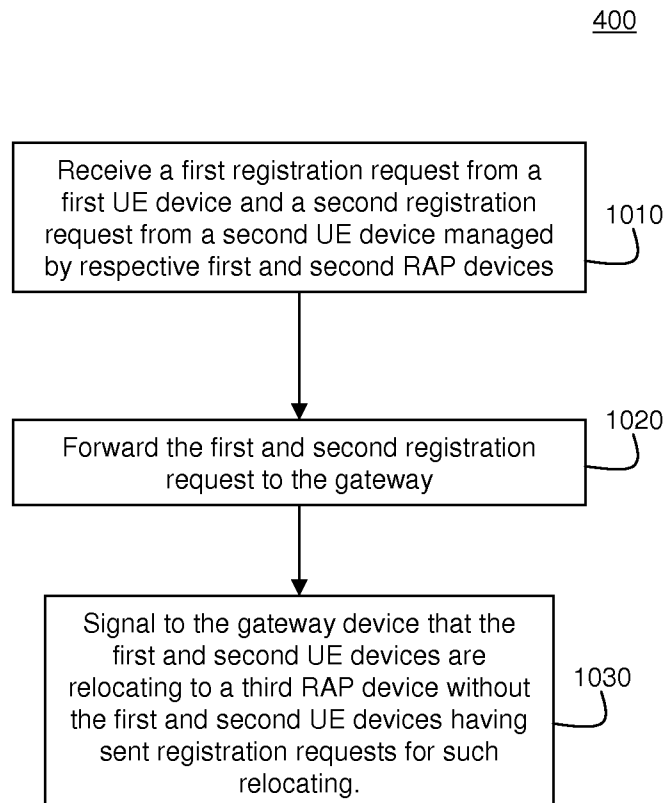 400
Receive a first registration request from a
first UE device and a second registration
request from a second UE device managed
by respective first and second RAP devices
1010
Forward the first and second registration
request to the gateway
1020
Signal to the gateway device that the
first and second UE devices are
relocating to a third RAP device without
the first and second UE devices having
sent registration requests for such
relocating.
1030